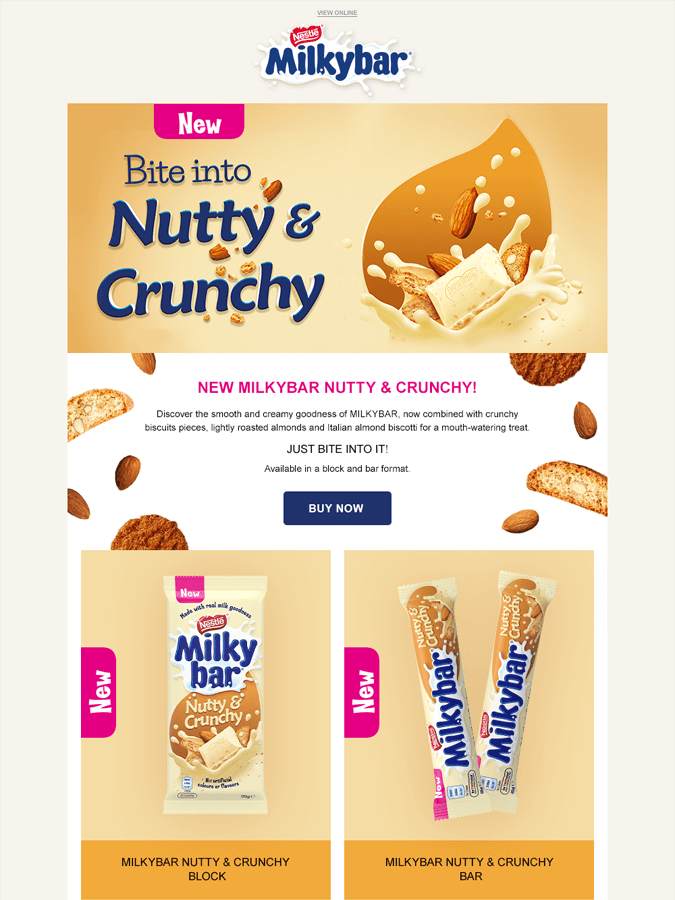 VIEW ONLINE
Nestlé
Milkybar
New
Bite into
Nutty &
Crunchy
NEW MILKYBAR NUTTY & CRUNCHY!
Discover the smooth and creamy goodness of MILKYBAR, now combined with crunchy
biscuits pieces, lightly roasted almonds and Italian almond biscotti for a mouth-watering treat.
JUST BITE INTO IT!
Available in a block and bar format.
BUY NOW
New
New
Made with real milk goodness
Nestlé
Milky
bar
Nutty &
Crunchy
No artificial
colours or flavours
170g
New
Nutty &
Crunchy
Nestlé
Milkybar
New
Nutty &
Crunchy
Nestlé
Milkybar
MILKYBAR NUTTY & CRUNCHY
BLOCK
MILKYBAR NUTTY & CRUNCHY
BAR